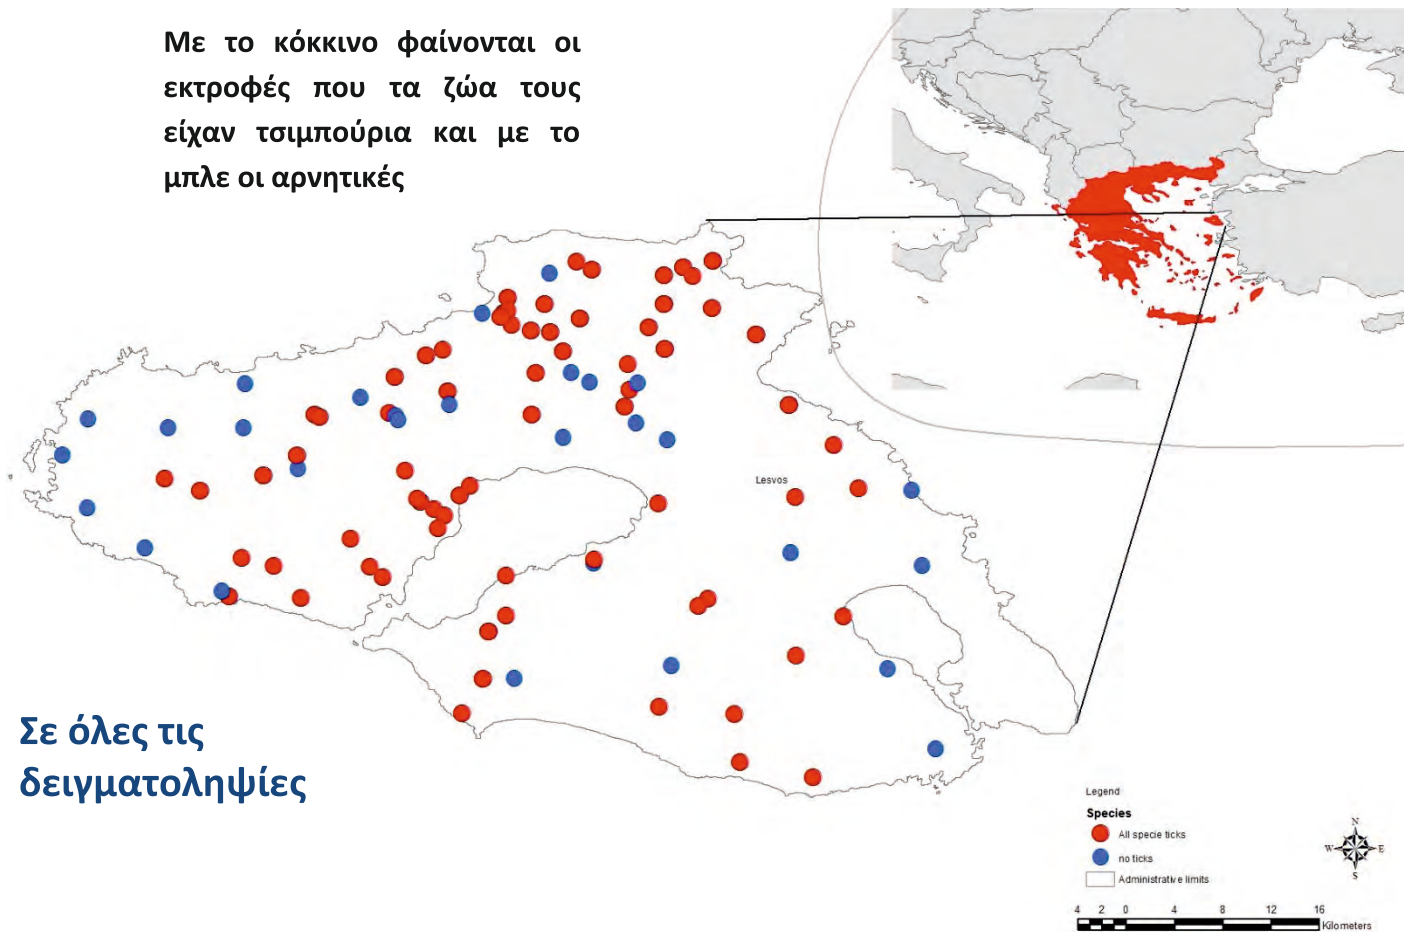 Με το κόκκινο φαίνονται οι
εκτροφές που τα ζώα τους
είχαν τσιμπούρια και με το
μπλε οι αρνητικές
Lesvos
Σε όλες τις
δειγματοληψίες
Legend
Species
All specie ticks
no ticks
Administrative limits
N
W E
S
4 2 0 4 8 12 16
Kilometers